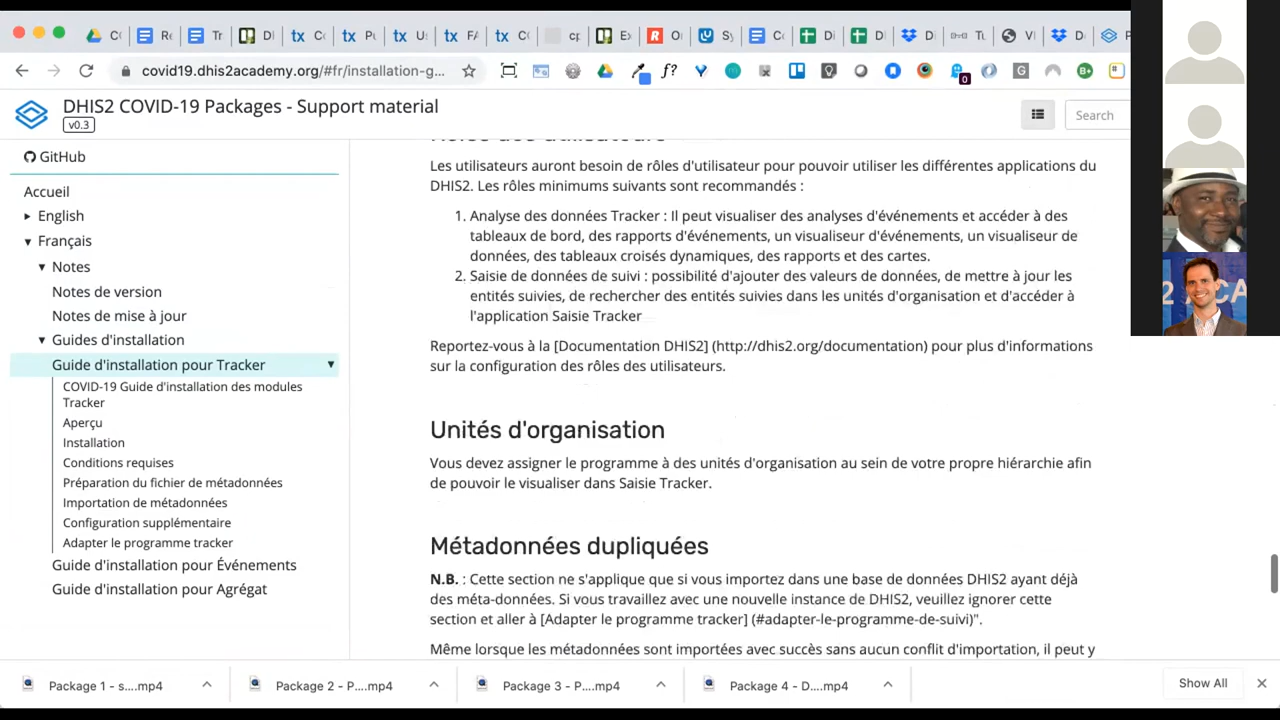 covid19.dhis2academy.org/#fr/installation-g...
DHIS2 COVID-19 Packages - Support material
v0.3
Search
GitHub
Accueil
English
Français
Notes
Notes de version
Notes de mise à jour
Guides d'installation
Guide d'installation pour Tracker
COVID-19 Guide d'installation des modules
Tracker
Aperçu
Installation
Conditions requises
Préparation du fichier de métadonnées
Importation de métadonnées
Configuration supplémentaire
Adapter le programme tracker
Guide d'installation pour Événements
Guide d'installation pour Agrégat
Les utilisateurs auront besoin de rôles d'utilisateur pour pouvoir utiliser les différentes applications du
DHIS2. Les rôles minimums suivants sont recommandés :
1. Analyse des données Tracker : Il peut visualiser des analyses d'événements et accéder à des
tableaux de bord, des rapports d'événements, un visualiseur d'événements, un visualiseur de
données, des tableaux croisés dynamiques, des rapports et des cartes.
2. Saisie de données de suivi : possibilité d'ajouter des valeurs de données, de mettre à jour les
entités suivies, de rechercher des entités suivies dans les unités d'organisation et d'accéder à
l'application Saisie Tracker
Reportez-vous à la [Documentation DHIS2] (http://dhis2.org/documentation) pour plus d'informations
sur la configuration des rôles des utilisateurs.
Unités d'organisation
Vous devez assigner le programme à des unités d'organisation au sein de votre propre hiérarchie afin
de pouvoir le visualiser dans Saisie Tracker.
Métadonnées dupliquées
N.B. : Cette section ne s'applique que si vous importez dans une base de données DHIS2 ayant déjà
des méta-données. Si vous travaillez avec une nouvelle instance de DHIS2, veuillez ignorer cette
section et aller à [Adapter le programme tracker] (#adapter-le-programme-de-suivi)".
Même lorsque les métadonnées sont importées avec succès sans aucun conflit d'importation, il peut y
Package 1 - s....mp4
Package 2 - P....mp4
Package 3 - P....mp4
Package 4 - D....mp4
Show All